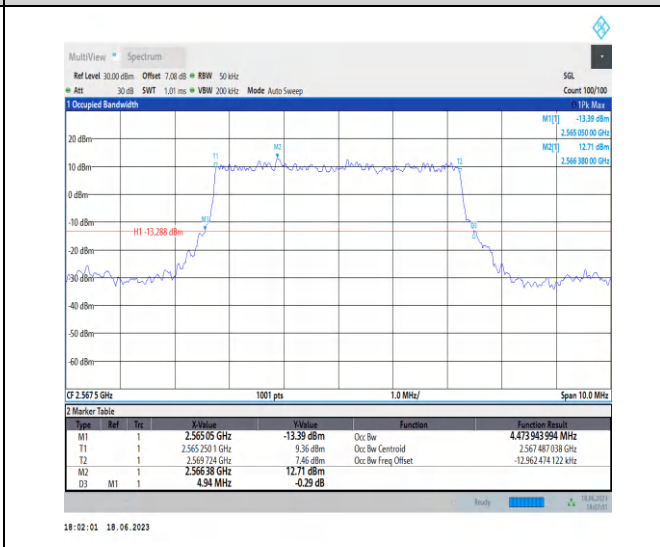 MultiView Spectrum
Ref Level 30.00 dBm Offset 7.08 dB RBW 50 kHz SGL
Att 30 dB SWT 1.01 ms VBW 200 kHz Mode Auto Sweep Count 100/100
1 Occupied Bandwidth 1Pk Max
M1[1] -13.39 dBm
2.565 050 00 GHz
M2[1] 12.71 dBm
2.566 380 00 GHz
20 dBm
T1 M2 T2
10 dBm
0 dBm
-10 dBm
M1
H1 -13.288 dBm
D3
-20 dBm
-30 dBm
-40 dBm
-50 dBm
-60 dBm
CF 2.567 5 GHz 1001 pts 1.0 MHz/ Span 10.0 MHz
2 Marker Table
Type Ref Trc X-Value Y-Value Function Function Result
M1 1 2.565 05 GHz -13.39 dBm Occ Bw 4.473 943 994 MHz
T1 1 2.565 250 1 GHz 9.36 dBm Occ Bw Centroid 2.567 487 038 GHz
T2 1 2.569 724 GHz 7.46 dBm Occ Bw Freq Offset -12.962 474 122 kHz
M2 1 2.566 38 GHz 12.71 dBm
D3 M1 1 4.94 MHz -0.29 dB
Ready 18.06.2023
18:02:01
18:02:01 18.06.2023